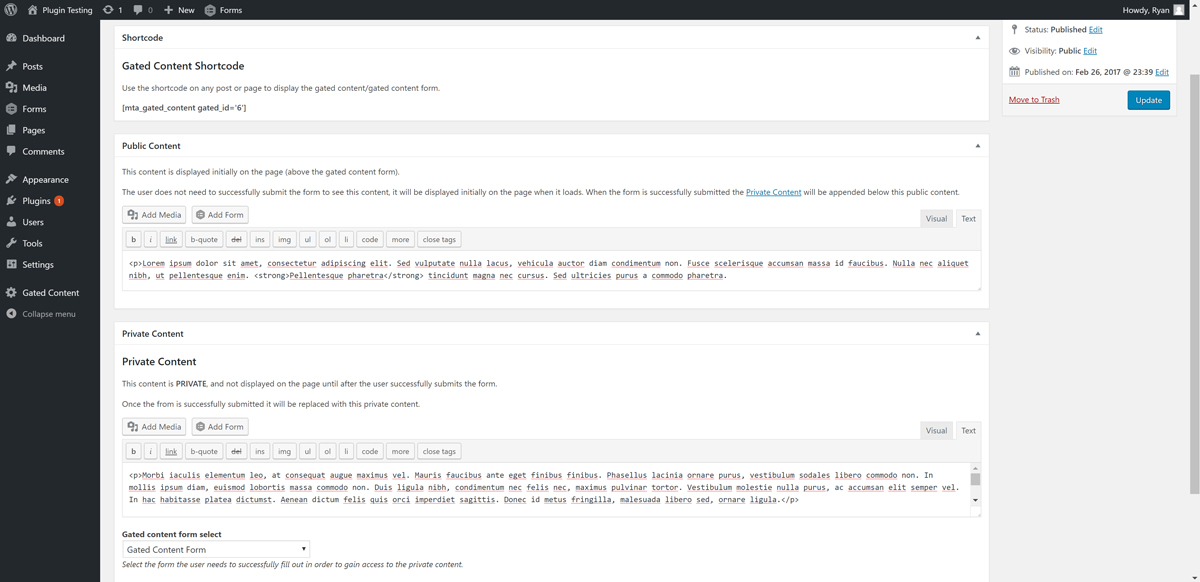 Plugin Testing 1 0 New Forms Howdy, Ryan
Dashboard
Posts
Media
Forms
Pages
Comments
Appearance
Plugins 1
Users
Tools
Settings
Gated Content
Collapse menu
Shortcode
Gated Content Shortcode
Use the shortcode on any post or page to display the gated content/gated content form.
[mta_gated_content gated_id='6']
Public Content
This content is displayed initially on the page (above the gated content form).
The user does not need to successfully submit the form to see this content, it will be displayed initially on the page when it loads. When the form is successfully submitted the Private Content will be appended below this public content.
Add Media Add Form
Visual Text
b i link b-quote del ins img ul ol li code more close tags
<p>Lorem ipsum dolor sit amet, consectetur adipiscing elit. Sed vulputate nulla lacus, vehicula auctor diam condimentum non. Fusce scelerisque accumsan massa id faucibus. Nulla nec aliquet
nibh, ut pellentesque enim. <strong>Pellentesque pharetra</strong> tincidunt magna nec cursus. Sed ultricies purus a commodo pharetra.
Private Content
Private Content
This content is PRIVATE, and not displayed on the page until after the user successfully submits the form.
Once the from is successfully submitted it will be replaced with this private content.
Add Media Add Form
Visual Text
b i link b-quote del ins img ul ol li code more close tags
<p>Morbi iaculis elementum leo, at consequat augue maximus vel. Mauris faucibus ante eget finibus finibus. Phasellus lacinia ornare purus, vestibulum sodales libero commodo non. In
mollis ipsum diam, euismod lobortis massa commodo non. Duis ligula nibh, condimentum nec felis nec, maximus pulvinar tortor. Vestibulum molestie nulla purus, ac accumsan elit semper vel.
In hac habitasse platea dictumst. Aenean dictum felis quis orci imperdiet sagittis. Donec id metus fringilla, malesuada libero sed, ornare ligula.</p>
Gated content form select
Gated Content Form
Select the form the user needs to successfully fill out in order to gain access to the private content.
Status: Published Edit
Visibility: Public Edit
Published on: Feb 26, 2017 @ 23:39 Edit
Move to Trash Update